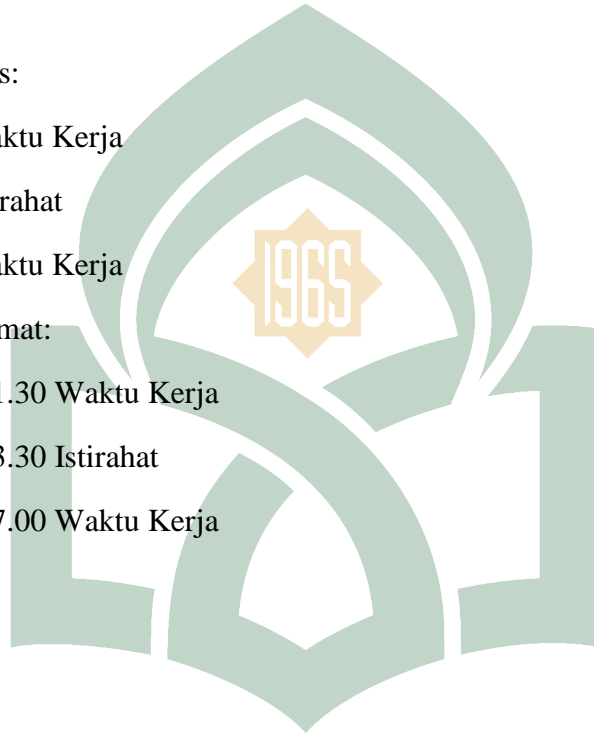 s:
aktu Kerja
rahat
aktu Kerja
mat:
1.30 Waktu Kerja
3.30 Istirahat
7.00 Waktu Kerja
1965